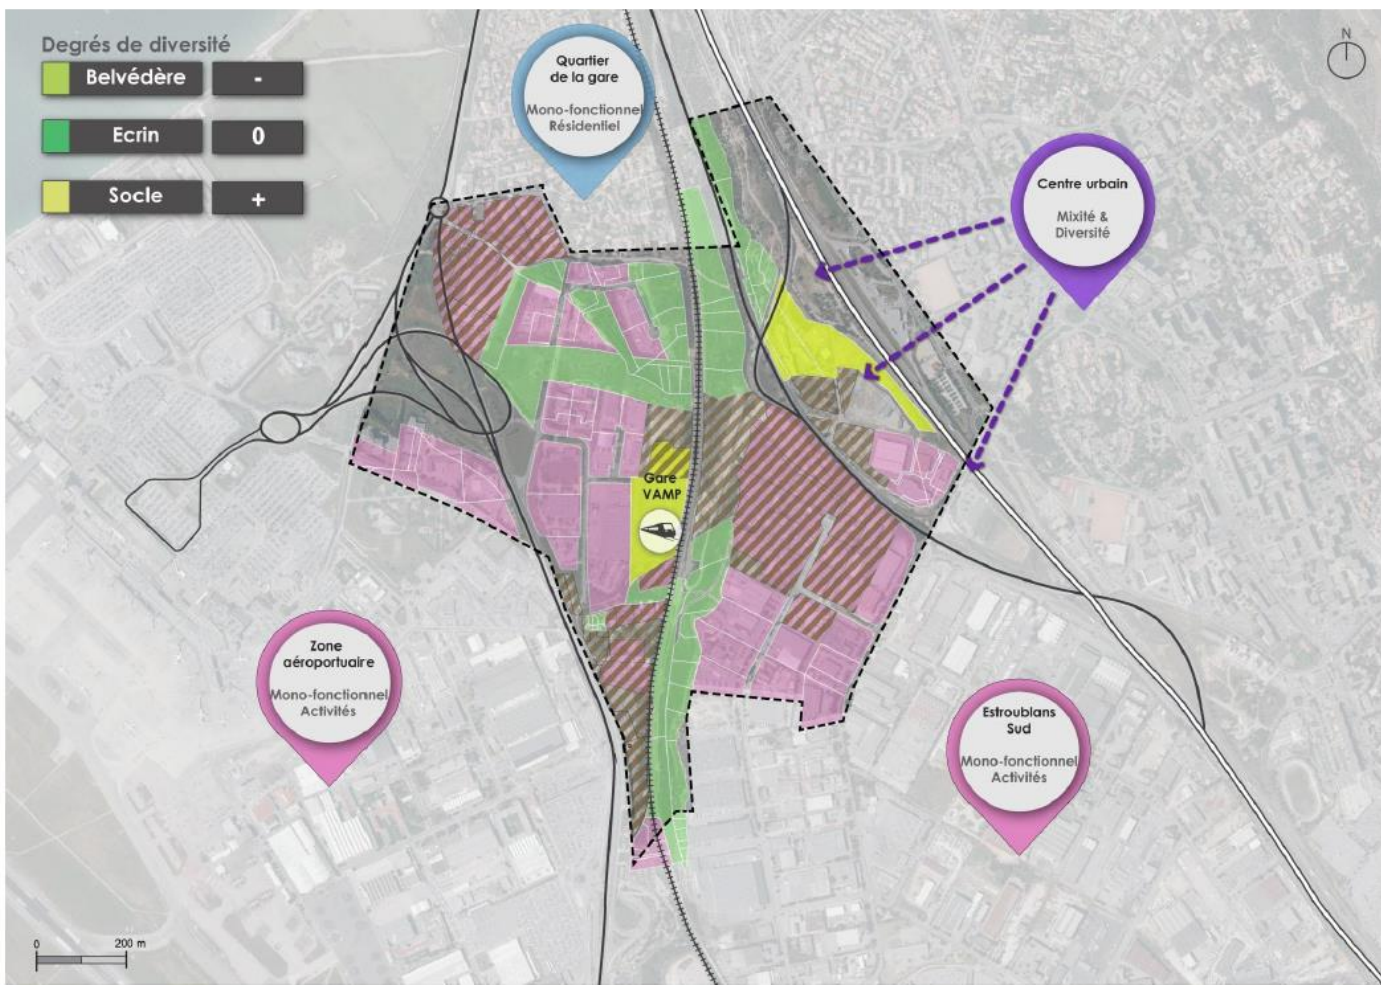 Degrés de diversité
Belvédère -
Ecrin 0
Socle +
Quartier
de la gare
Mono-fonctionnel
Résidentiel
N
Centre urbain
Mixité &
Diversité
Gare
VAMP
Zone
aéroportuaire
Mono-fonctionnel
Activités
Estroublans
Sud
Mono-fonctionnel
Activités
0 200 m